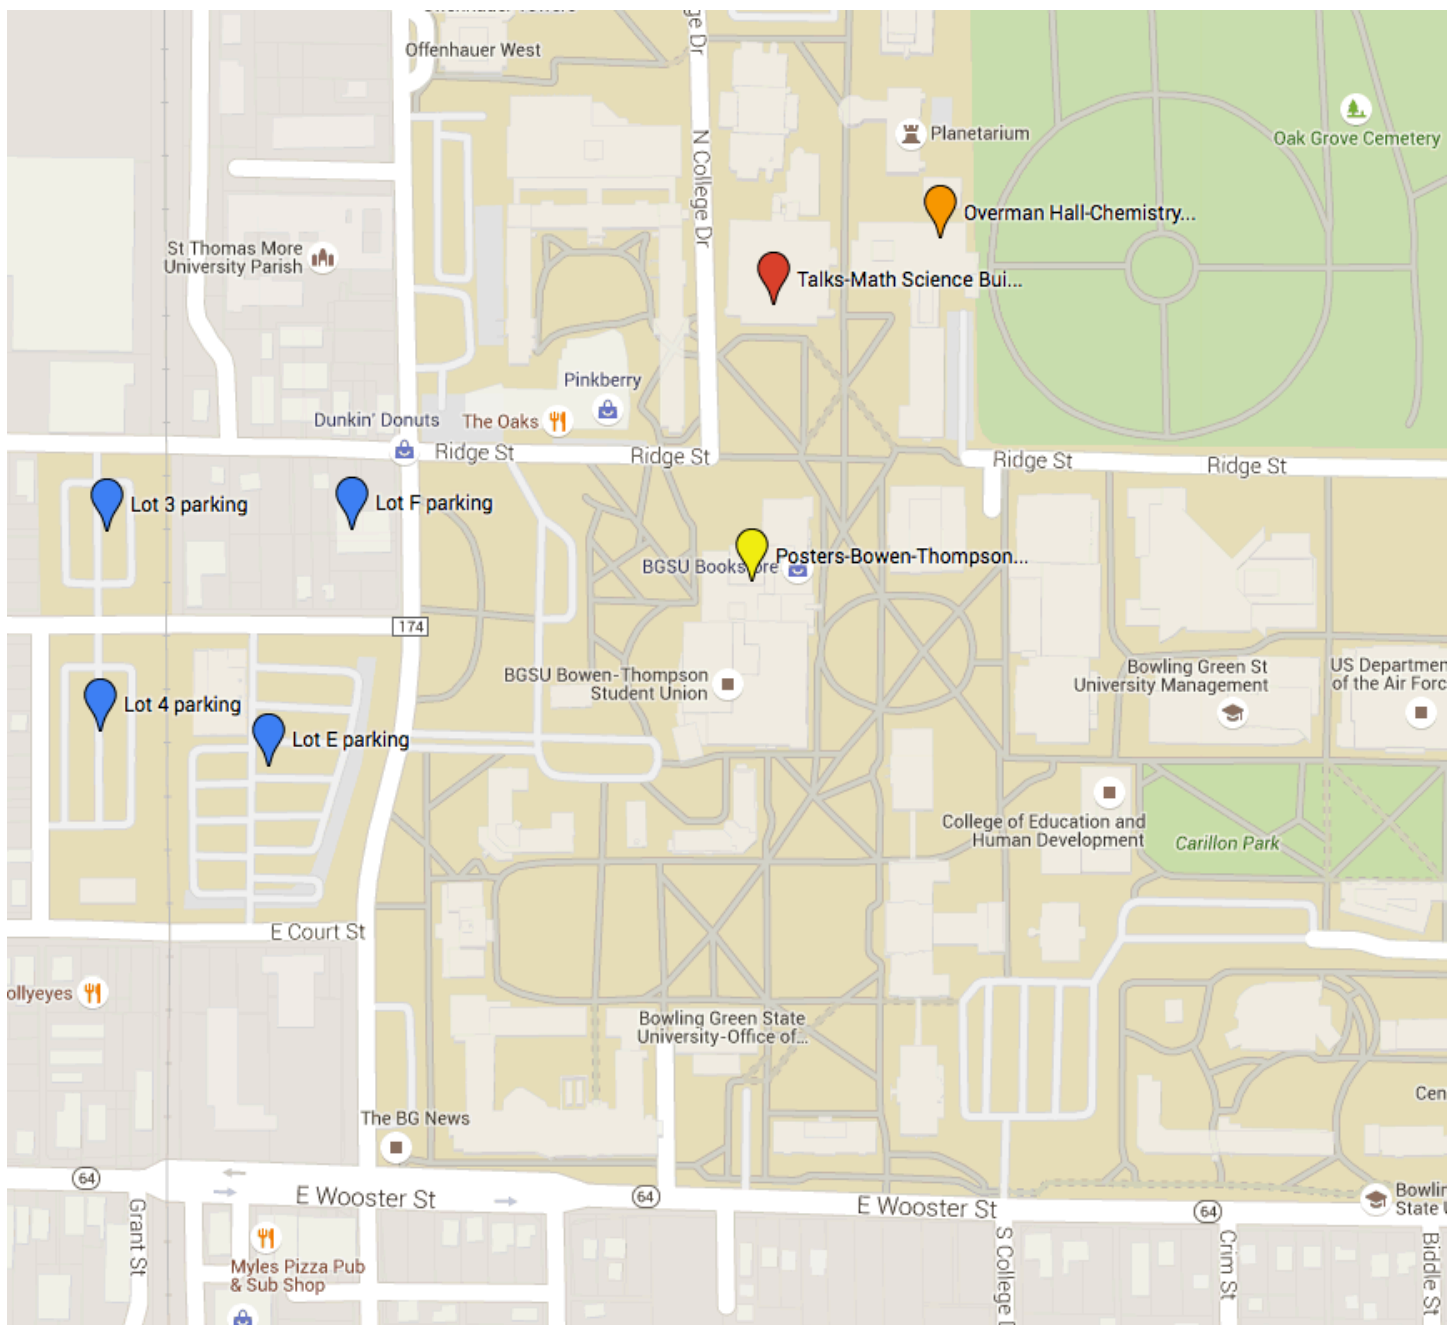 Offenhauer Towers
Offenhauer West
ge Dr
N College Dr
Planetarium
Oak Grove Cemetery
Overman Hall-Chemistry...
St Thomas More
University Parish
Talks-Math Science Bui...
Pinkberry
Dunkin' Donuts
The Oaks
Ridge St
Ridge St
Ridge St
Ridge St
Lot 3 parking
Lot F parking
Posters-Bowen-Thompson...
BGSU Bookstore
174
BGSU Bowen-Thompson
Student Union
Bowling Green St
University Management
US Departmen
of the Air Forc
Lot 4 parking
Lot E parking
College of Education and
Human Development
Carillon Park
E Court St
ollyeyes
Bowling Green State
University-Office of...
Cen
The BG News
64
E Wooster St
64
E Wooster St
64
Bowlin
State U
Grant St
S College D
Crim St
Biddle St
Myles Pizza Pub
& Sub Shop